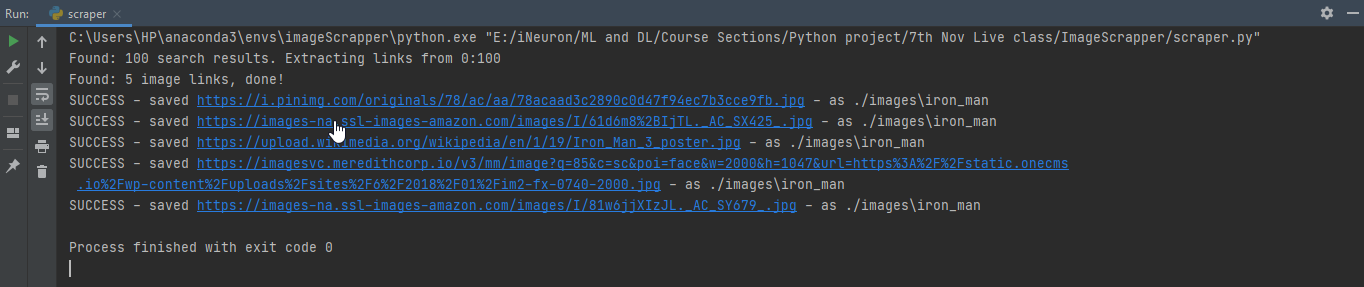 Run: scraper
C:\Users\HP\anaconda3\envs\imageScrapper\python.exe "E:/iNeuron/ML and DL/Course Sections/Python project/7th Nov Live class/ImageScrapper/scraper.py"
Found: 100 search results. Extracting links from 0:100
Found: 5 image links, done!
SUCCESS - saved https://i.pinimg.com/originals/78/ac/aa/78acaad3c2890c0d47f94ec7b3cce9fb.jpg - as ./images\iron_man
SUCCESS - saved https://images-na.ssl-images-amazon.com/images/I/61d6m8%2BIjTL._AC_SX425_.jpg - as ./images\iron_man
SUCCESS - saved https://upload.wikimedia.org/wikipedia/en/1/19/Iron_Man_3_poster.jpg - as ./images\iron_man
SUCCESS - saved https://imagesvc.meredithcorp.io/v3/mm/image?q=85&c=sc&poi=face&w=2000&h=1047&url=https%3A%2F%2Fstatic.onecms
.io%2Fwp-content%2Fuploads%2Fsites%2F6%2F2018%2F01%2Fim2-fx-0740-2000.jpg - as ./images\iron_man
SUCCESS - saved https://images-na.ssl-images-amazon.com/images/I/81w6jjXIzJL._AC_SY679_.jpg - as ./images\iron_man
Process finished with exit code 0